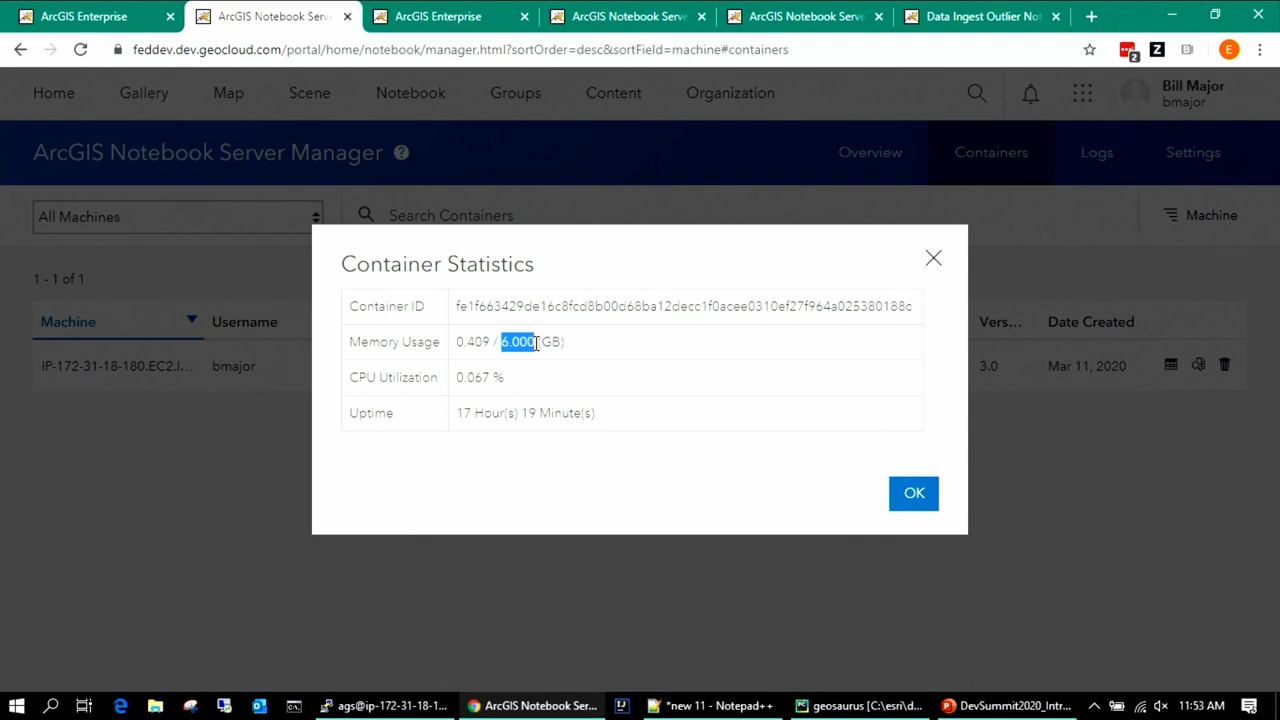 ArcGIS Enterprise
ArcGIS Notebook Server
ArcGIS Enterprise
ArcGIS Notebook Serve
ArcGIS Notebook Serve
Data Ingest Outlier Not
feddev.dev.geocloud.com/portal/home/notebook/manager.html?sortOrder=desc&sortField=machine#containers
2
Z
E
Home
Gallery
Map
Scene
Notebook
Groups
Content
Organization
Bill Major
bmajor
ArcGIS Notebook Server Manager
?
Overview
Containers
Logs
Settings
All Machines
Search Containers
Machine
1 - 1 of 1
Machine
Username
Vers...
Date Created
IP-172-31-18-180.EC2.I...
bmajor
3.0
Mar 11, 2020
Container Statistics
Container ID
fe1f663429de16c8fcd8b00d68ba12decc1f0acee0310ef27f964a025380188c
Memory Usage
0.409 / 6.000 (GB)
CPU Utilization
0.067 %
Uptime
17 Hour(s) 19 Minute(s)
OK
ags@ip-172-31-18-1...
ArcGIS Notebook Ser...
*new 11 - Notepad++
geosaurus [C:\esri\d...
DevSummit2020_Intr...
11:53 AM